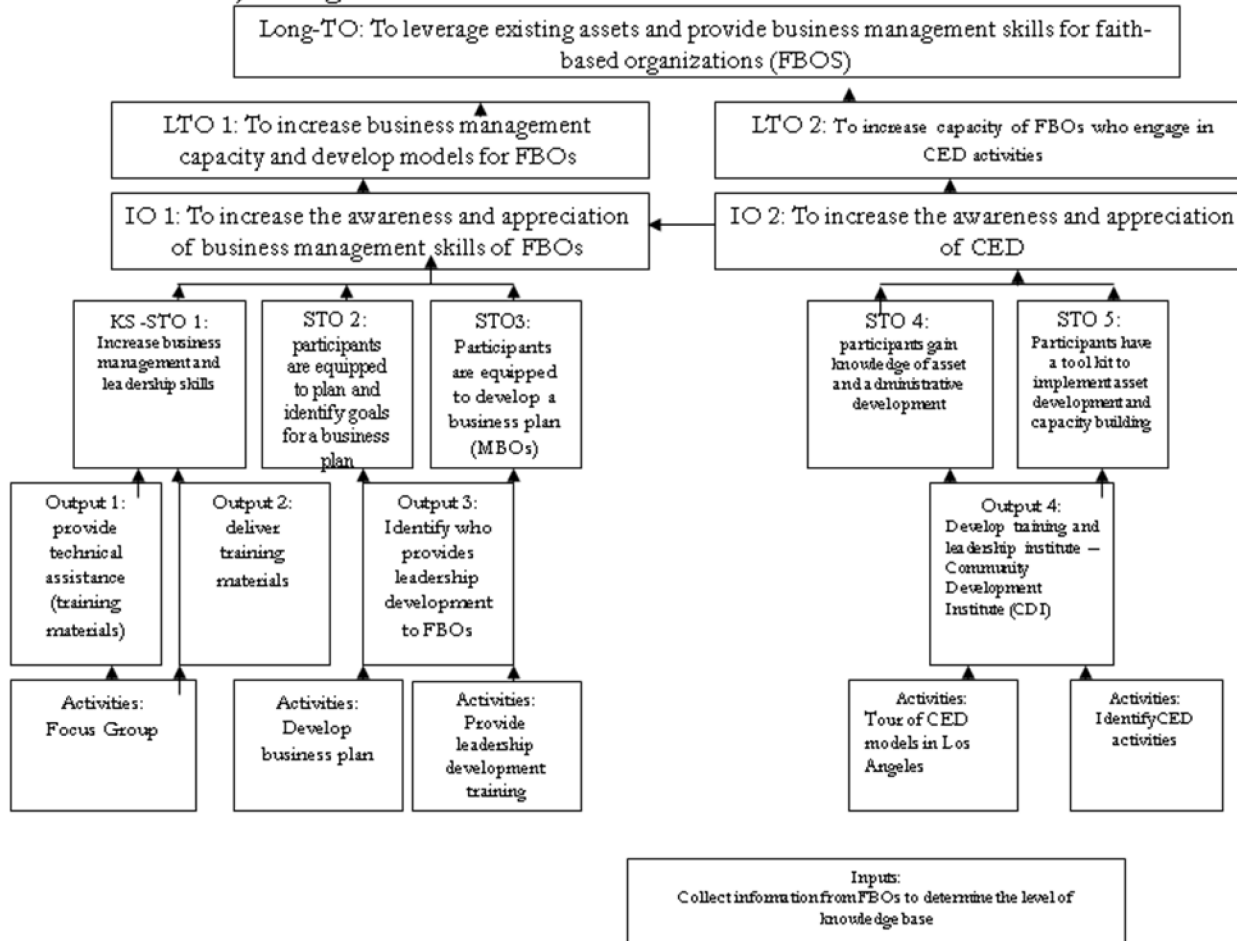 Long-TO: To leverage existing assets and provide business management skills for faith-
based organizations (FBOS)
LTO 1: To increase business management
capacity and develop models for FBOs
LTO 2: To increase capacity of FBOs who engage in
CED activities
IO 1: To increase the awareness and appreciation
of business management skills of FBOs
IO 2: To increase the awareness and appreciation
of CED
KS -STO 1:
Increase business
management and
leadership skills
STO 2:
participants
are equipped
to plan and
identify goals
for a business
plan
STO3:
Participants
are equipped
to develop a
business plan
(MBOs)
STO 4:
participants gain
knowledge of asset
and administrative
development
STO 5:
Participants have
a tool kit to
implement asset
development and
capacity building
Output 1:
provide
technical
assistance
(training
materials)
Output 2:
deliver
training
materials
Output 3:
Identify who
provides
leadership
development
to FBOs
Output 4:
Develop training and
leadership institute –
Community
Development
Institute (CDI)
Activities:
Focus Group
Activities:
Develop
business plan
Activities:
Provide
leadership
development
training
Activities:
Tour of CED
models in Los
Angeles
Activities:
Identify CED
activities
Inputs:
Collect information from FBOs to determine the level of
knowledge base